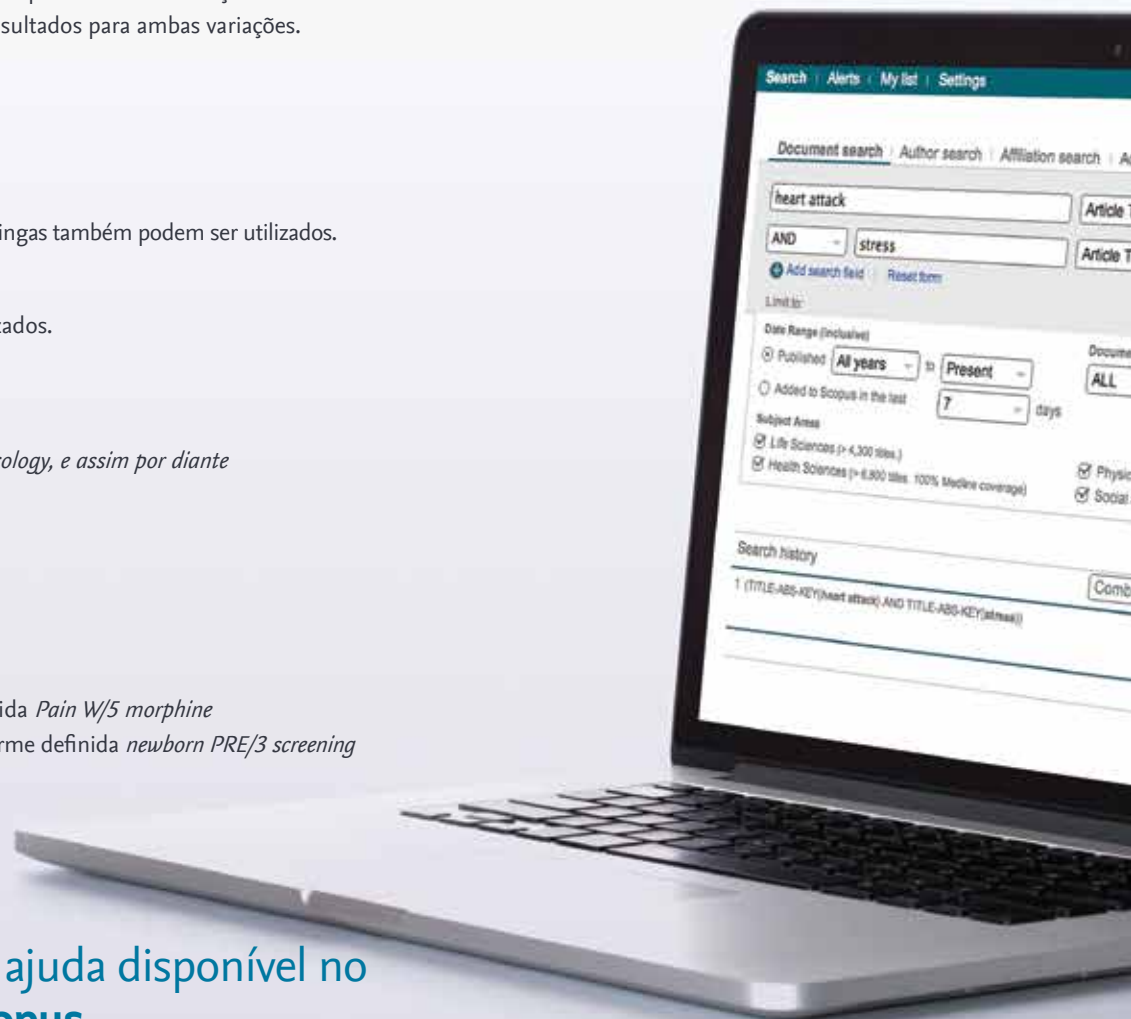 sultados para ambas variações.
ingas também podem ser utilizados.
ados.
ology, e assim por diante
ida Pain W/5 morphine
rme definida newborn PRE/3 screening
ajuda disponível no
opus
Search | Alerts | My list | Settings
Document search | Author search | Affiliation search | A
heart attack
Article T
AND
stress
Article T
Add search field | Reset form
Limit to:
Date Range (inclusive)
Published All years to Present
Docume
ALL
Added to Scopus in the last 7 days
Subject Areas
Life Sciences (> 4,300 titles.)
Physic
Health Sciences (> 6,800 titles. 100% Medline coverage)
Social
Search history
Comb
1 (TITLE-ABS-KEY(heart attack) AND TITLE-ABS-KEY(stress))